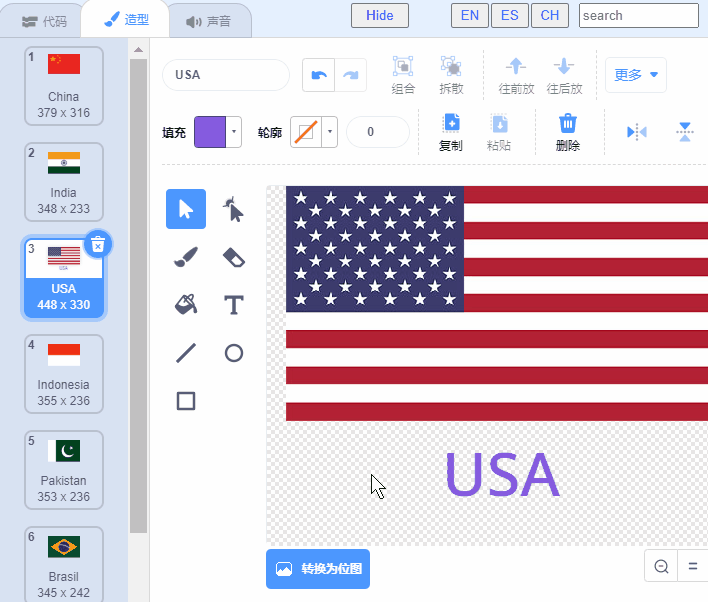 代码
造型
声音
Hide
EN
ES
CH
search
1
China
379 x 316
2
India
348 x 233
3
USA
448 x 330
4
Indonesia
355 x 236
5
Pakistan
353 x 236
6
Brasil
345 x 242
USA
组合
拆散
往前放
往后放
更多
填充
轮廓
0
复制
粘贴
删除
USA
转换为位图